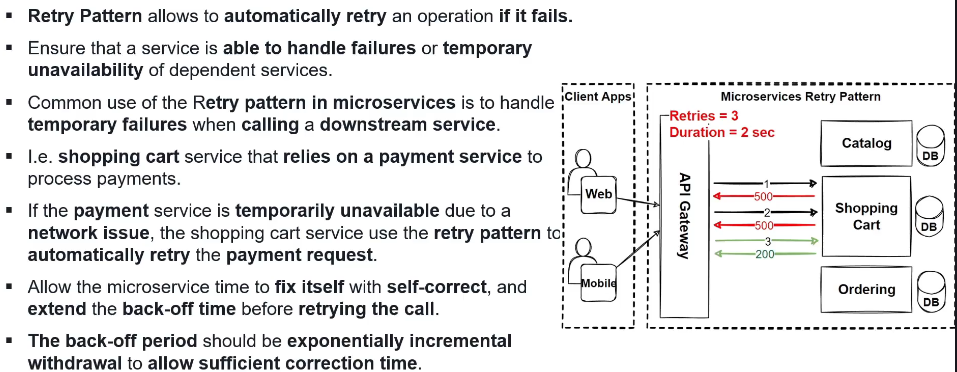 ▪ Retry Pattern allows to automatically retry an operation if it fails.
▪ Ensure that a service is able to handle failures or temporary
unavailability of dependent services.
▪ Common use of the Retry pattern in microservices is to handle
temporary failures when calling a downstream service.
▪ I.e. shopping cart service that relies on a payment service to
process payments.
▪ If the payment service is temporarily unavailable due to a
network issue, the shopping cart service use the retry pattern to
automatically retry the payment request.
▪ Allow the microservice time to fix itself with self-correct, and
extend the back-off time before retrying the call.
▪ The back-off period should be exponentially incremental
withdrawal to allow sufficient correction time.
Client Apps
Web
Mobile
Microservices Retry Pattern
Retries = 3
Duration = 2 sec
API Gateway
1
500
2
500
3
200
Catalog
DB
Shopping
Cart
DB
Ordering
DB